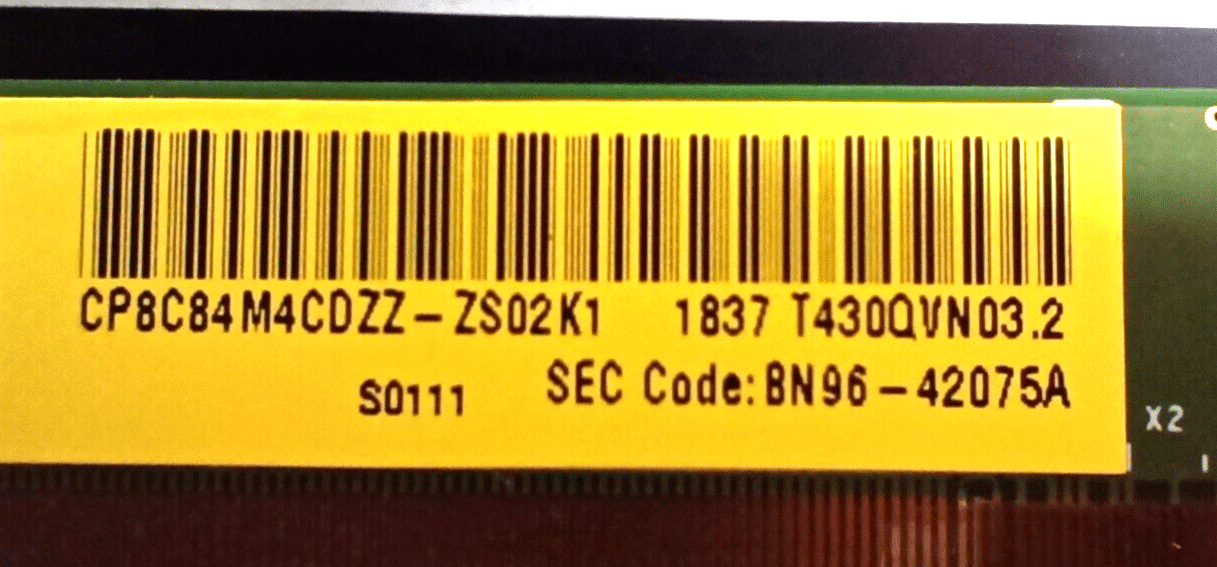 CP8C84M4CDZZ-ZS02K1 1837 T430QVN03.2
S0111 SEC Code:BN96-42075A
X2